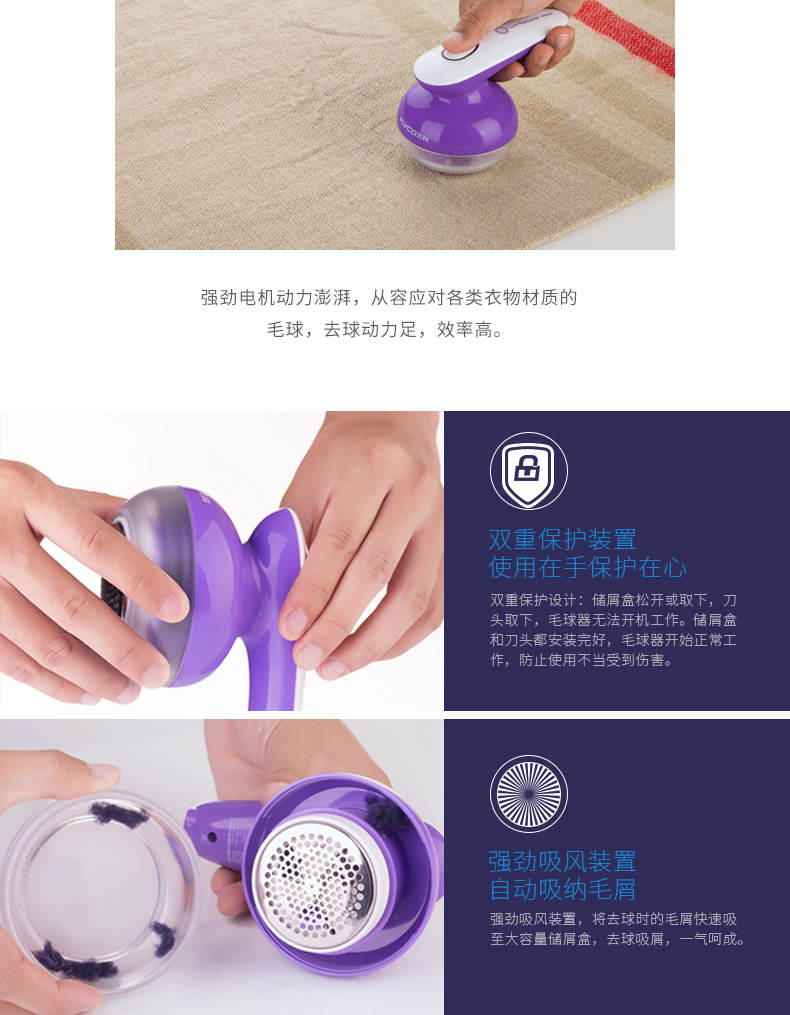 FLYCO飞科
强劲电机动力澎湃，从容应对各类衣物材质的
毛球，去球动力足，效率高。
双重保护装置
使用在手保护在心
双重保护设计：储屑盒松开或取下，刀
头取下，毛球器无法开机工作。储屑盒
和刀头都安装完好，毛球器开始正常工
作，防止使用不当受到伤害。
强劲吸风装置
自动吸纳毛屑
强劲吸风装置，将去球时的毛屑快速吸
至大容量储屑盒，去球吸屑，一气呵成。